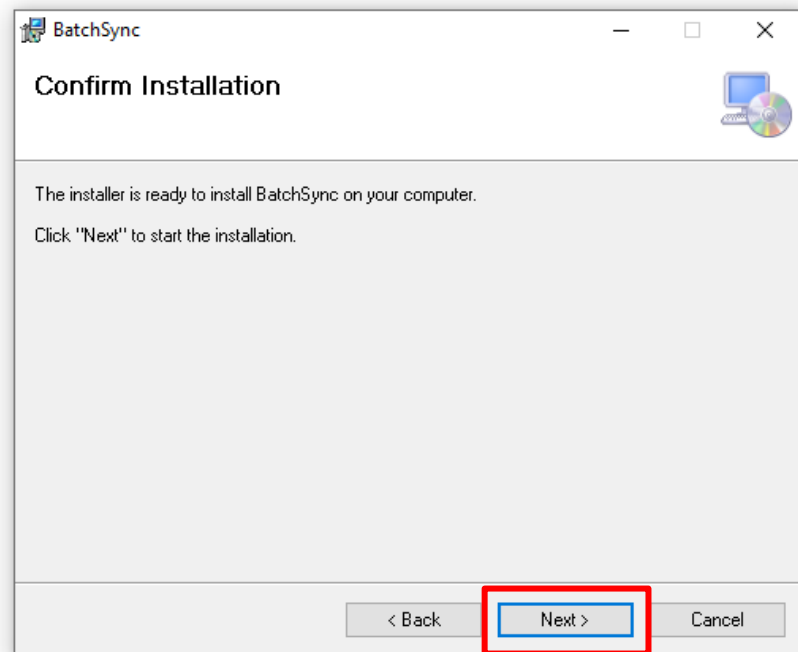 BatchSync
Confirm Installation
The installer is ready to install BatchSync on your computer.
Click "Next" to start the installation.
< Back
Next >
Cancel